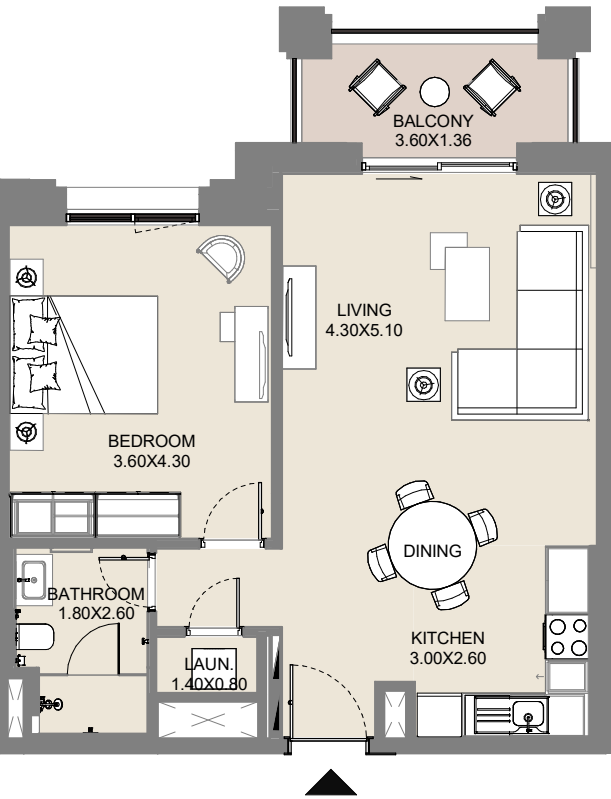 BALCONY
3.60X1.36
LIVING
4.30X5.10
BEDROOM
3.60X4.30
DINING
BATHROOM
1.80X2.60
KITCHEN
3.00X2.60
LAUN.
1.40X0.80